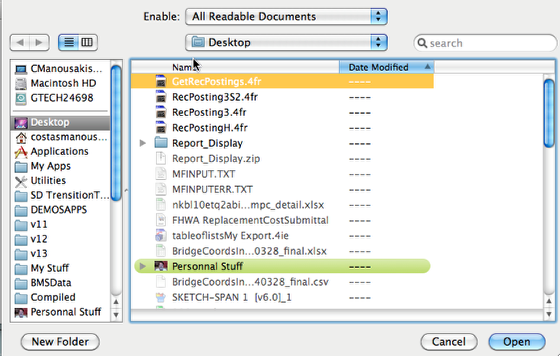 Enable: All Readable Documents
Desktop
search
CManousakis...
Macintosh HD
GTECH24698
Desktop
costasmanous
Applications
My Apps
Utilities
SD TransitionT...
DEMOSAPPS
v11
v12
v13
My Stuff
BMSData
Compiled
Personnal Stuff
Name Date Modified
GetRecPostings.4fr ----
RecPosting3S2.4fr ----
RecPosting3.4fr ----
RecPostingH.4fr ----
Report_Display ----
Report_Display.zip ----
MFINPUT.TXT ----
MFINPUTERR.TXT ----
nkbl10etq2abi...mpc_detail.xlsx ----
FHWA ReplacementCostSubmittal ----
tableoflistsMy Export.4ie ----
BridgeCoordsIn...0328_final.xlsx ----
Personnal Stuff ----
BridgeCoordsIn...40328_final.csv ----
SKETCH-SPAN 1 [v6.0]_1 ----
New Folder Cancel Open